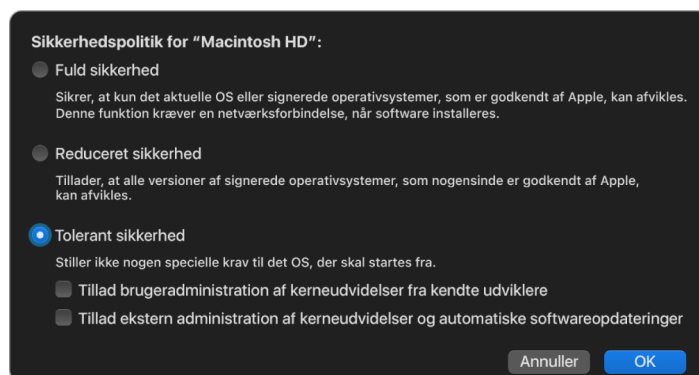 Sikkerhedspolitik for “Macintosh HD”:
Fuld sikkerhed
Sikrer, at kun det aktuelle OS eller signerede operativsystemer, som er godkendt af Apple, kan afvikles.
Denne funktion kræver en netværksforbindelse, når software installeres.
Reduceret sikkerhed
Tillader, at alle versioner af signerede operativsystemer, som nogensinde er godkendt af Apple,
kan afvikles.
Tolerant sikkerhed
Stiller ikke nogen specielle krav til det OS, der skal startes fra.
Tillad brugeradministration af kerneudvidelser fra kendte udviklere
Tillad ekstern administration af kerneudvidelser og automatiske softwareopdateringer
Annuller OK